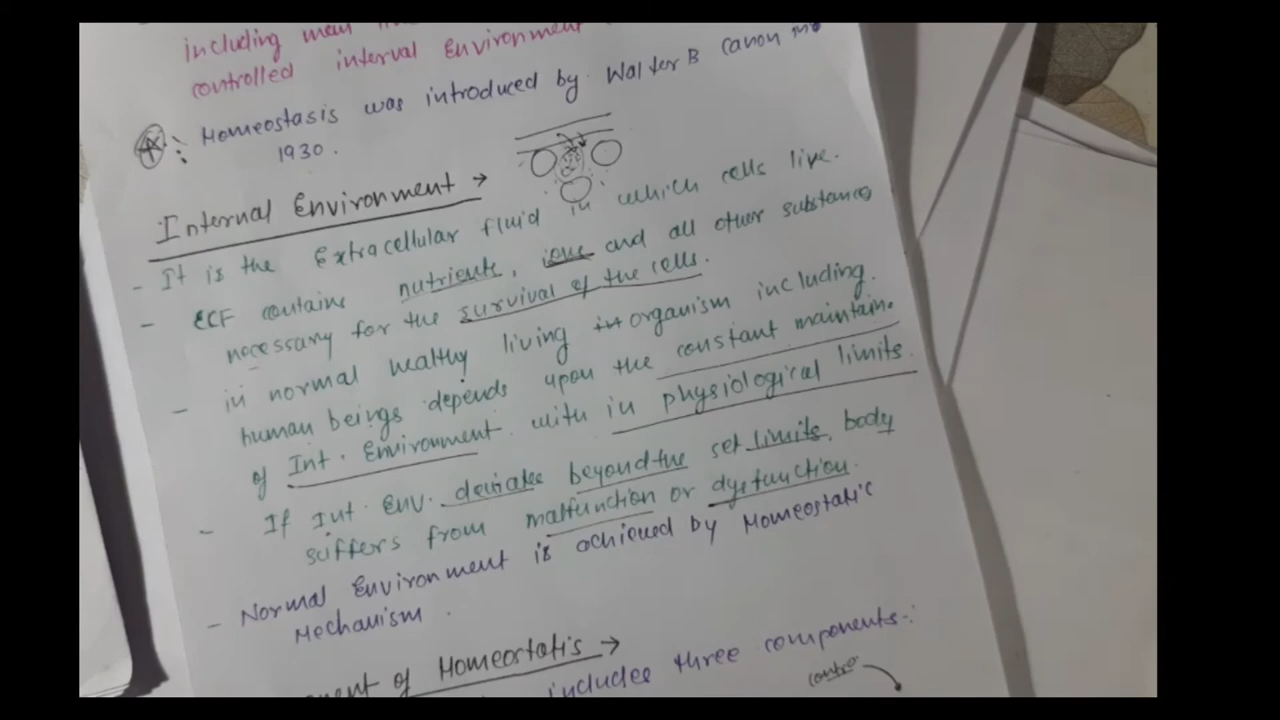 including
controlled interval Environment
Homeostasis was introduced by Walter B Canon
1930.
Internal Environment →
- It is the Extracellular fluid in which cells live.
- ECF contains nutrients, ions and all other substances
necessary for the survival of the cells.
- in normal healthy living organism including
human beings depends upon the constant maintain.
of Int. Environment with in physiological limits.
- If Int. Env. deviates beyond the set limits, body
suffers from malfunction or dysfunction.
- Normal Environment is achieved by Homeostatic
Mechanism.
of Homeostatis →
includes three components: